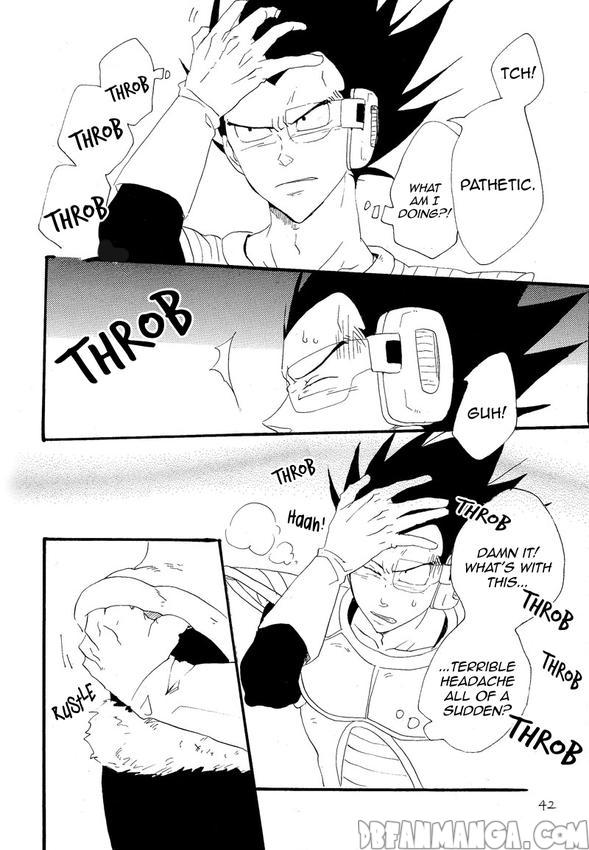 TCH!
PATHETIC.
WHAT
AM I
DOING?!
THROB
THROB
THROB
THROB
GUH!
THROB
Haah!
THROB
DAMN IT!
WHAT'S WITH
THIS...
THROB
THROB
...TERRIBLE
HEADACHE
ALL OF A
SUDDEN?
THROB
RUSTLE
42
DBFANMANGA.COM